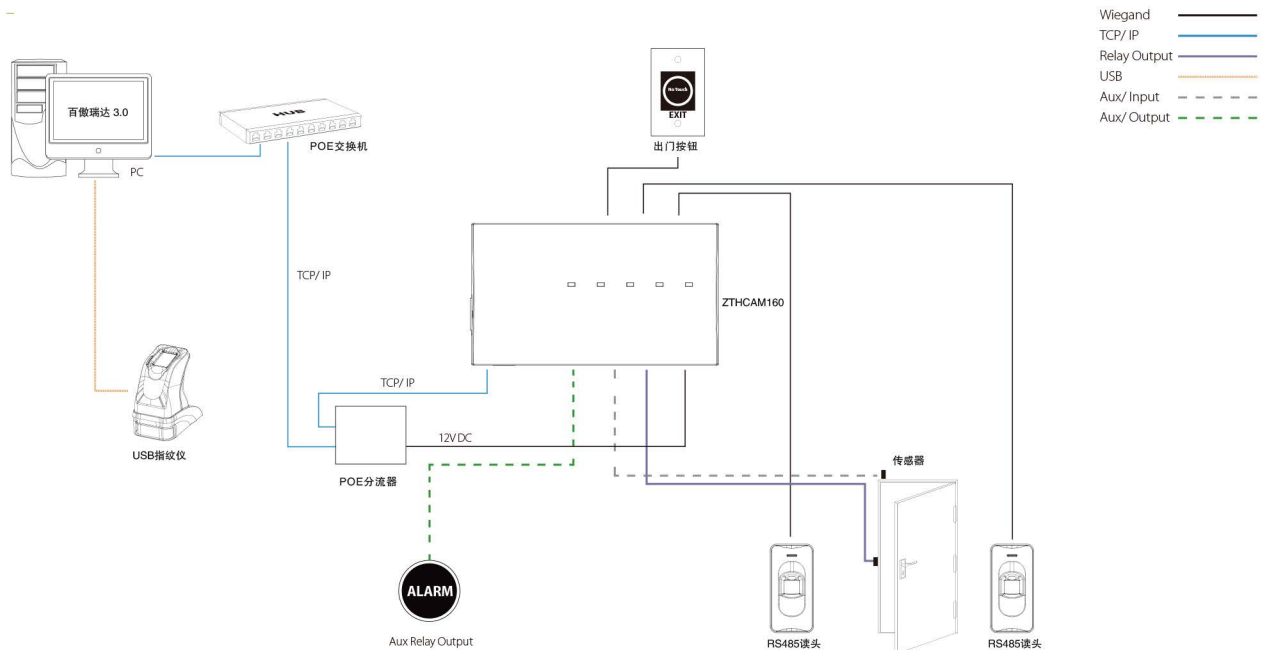 Wiegand
TCP/ IP
Relay Output
USB
Aux/ Input
Aux/ Output
百傲瑞达 3.0
PC
HUB
POE交换机
No Touch
EXIT
出门按钮
TCP/ IP
ZTHCAM160
TCP/ IP
12V DC
POE分流器
USB指纹仪
传感器
ALARM
Aux Relay Output
RS485读头
RS485读头